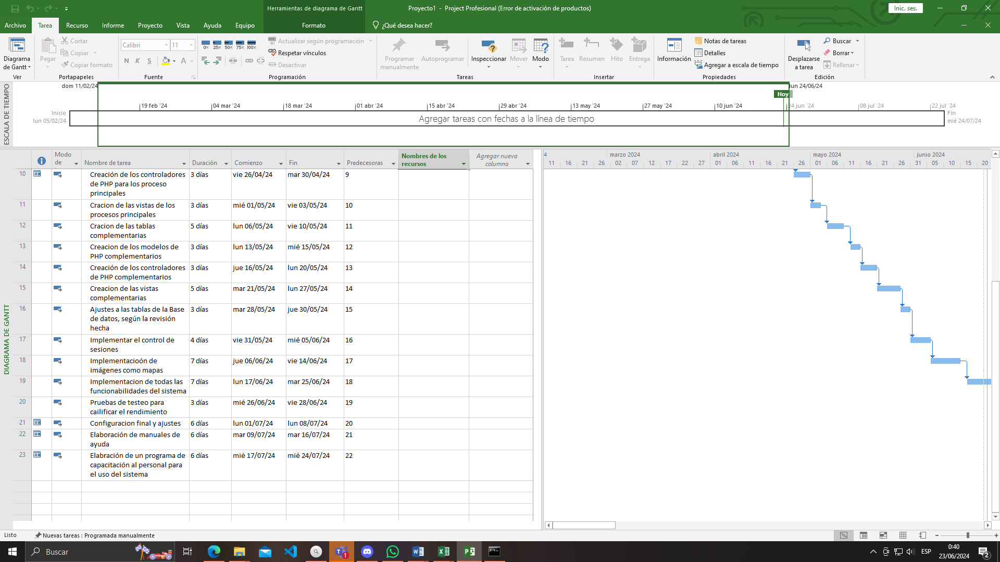 Herramientas de diagrama de Gantt
Proyecto1 - Project Profesional (Error de activación de productos)
Inic. ses.
Archivo Tarea Recurso Informe Proyecto Vista Ayuda Equipo Formato ¿Qué desea hacer?
Diagrama de Gantt
Ver
Pegar
Cortar
Copiar
Copiar formato
Portapapeles
Calibri 11
N K S A
Fuente
0% 25% 50% 75% 100%
Actualizar según programación
Respetar vínculos
Desactivar
Programación
Programar manualmente
Autoprogramar
Inspeccionar
Mover
Modo
Tareas
Tarea
Resumen
Hito
Entrega
Insertar
Información
Notas de tareas
Detalles
Agregar a escala de tiempo
Propiedades
Desplazarse a tarea
Buscar
Borrar
Rellenar
Edición
ESCALA DE TIEMPO
dom 11/02/24
lun 24/06/24
Hoy
19 feb '24 04 mar '24 18 mar '24 01 abr '24 15 abr '24 29 abr '24 13 may '24 27 may '24 10 jun '24 24 jun '24 08 jul '24 22 jul '24
Inicio
lun 05/02/24
Agregar tareas con fechas a la línea de tiempo
Fin
mié 24/07/24
DIAGRAMA DE GANTT
Modo de
Nombre de tarea
Duración
Comienzo
Fin
Predecesoras
Nombres de los recursos
Agregar nueva columna
4 marzo 2024 abril 2024 mayo 2024 junio 2024
11 16 21 26 02 07 12 17 22 27 01 06 11 16 21 26 01 06 11 16 21 26 31 05 10 15 20
10 Creación de los controladores de PHP para los proceso principales 3 días vie 26/04/24 mar 30/04/24 9
11 Cracion de las vistas de los procesos principales 3 días mié 01/05/24 vie 03/05/24 10
12 Cracion de las tablas complementarias 5 días lun 06/05/24 vie 10/05/24 11
13 Creacion de los modelos de PHP complementarios 3 días lun 13/05/24 mié 15/05/24 12
14 Creación de los controladores de PHP complementarios 3 días jue 16/05/24 lun 20/05/24 13
15 Creacion de las vistas complementarias 5 días mar 21/05/24 lun 27/05/24 14
16 Ajustes a las tablas de la Base de datos, según la revisión hecha 3 días mar 28/05/24 jue 30/05/24 15
17 Implementar el control de sesiones 4 días vie 31/05/24 mié 05/06/24 16
18 Implementacioón de imágenes como mapas 7 días jue 06/06/24 vie 14/06/24 17
19 Implementacion de todas las funcionabilidades del sistema 7 días lun 17/06/24 mar 25/06/24 18
20 Pruebas de testeo para cailificar el rendimiento 3 días mié 26/06/24 vie 28/06/24 19
21 Configuracion final y ajustes 6 días lun 01/07/24 lun 08/07/24 20
22 Elaboración de manuales de ayuda 6 días mar 09/07/24 mar 16/07/24 21
23 Elabración de un programa de capacitación al personal para el uso del sistema 6 días mié 17/07/24 mié 24/07/24 22
Listo
Nuevas tareas : Programada manualmente
Buscar
1
ESP
0:40
23/06/2024
2